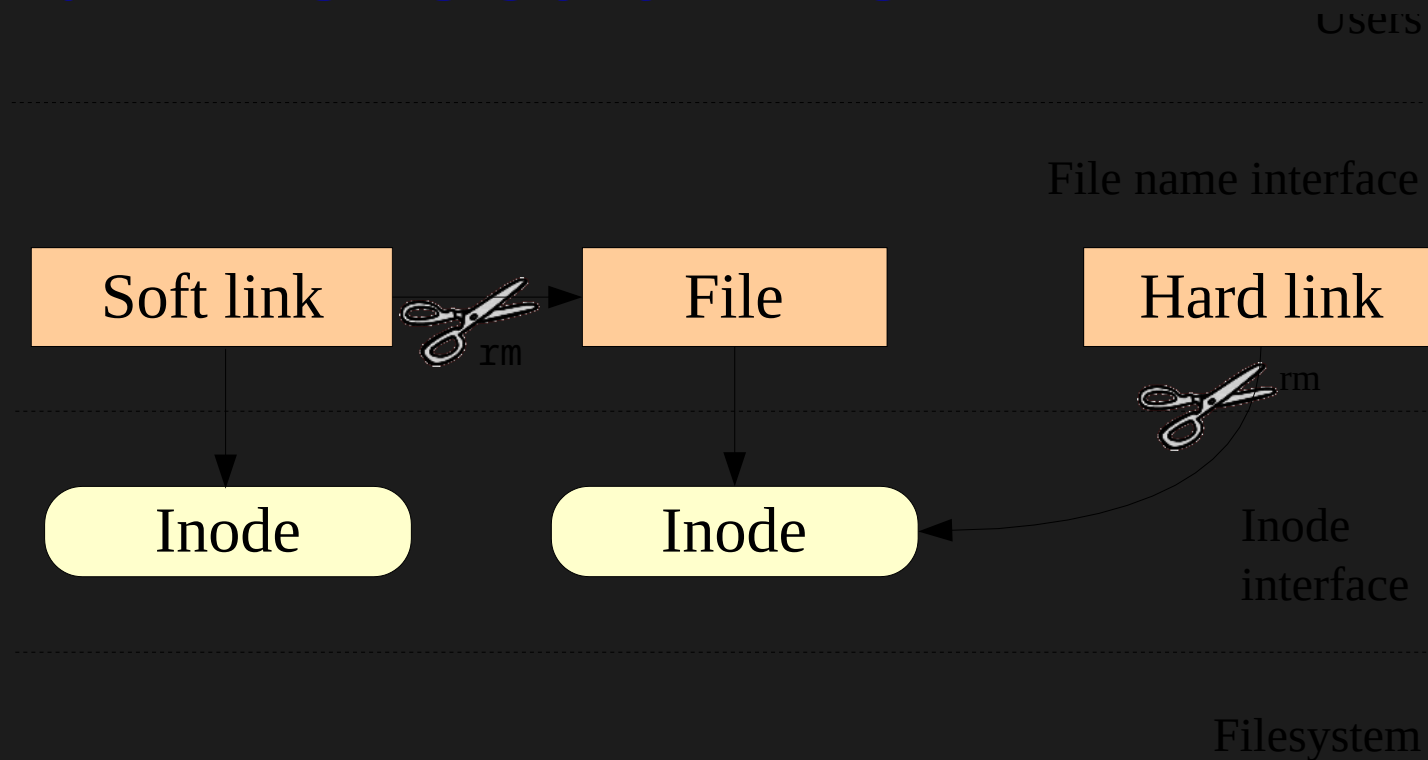 Users
File name interface
Soft link
File
Hard link
rm
rm
Inode
Inode
Inode
interface
Filesystem